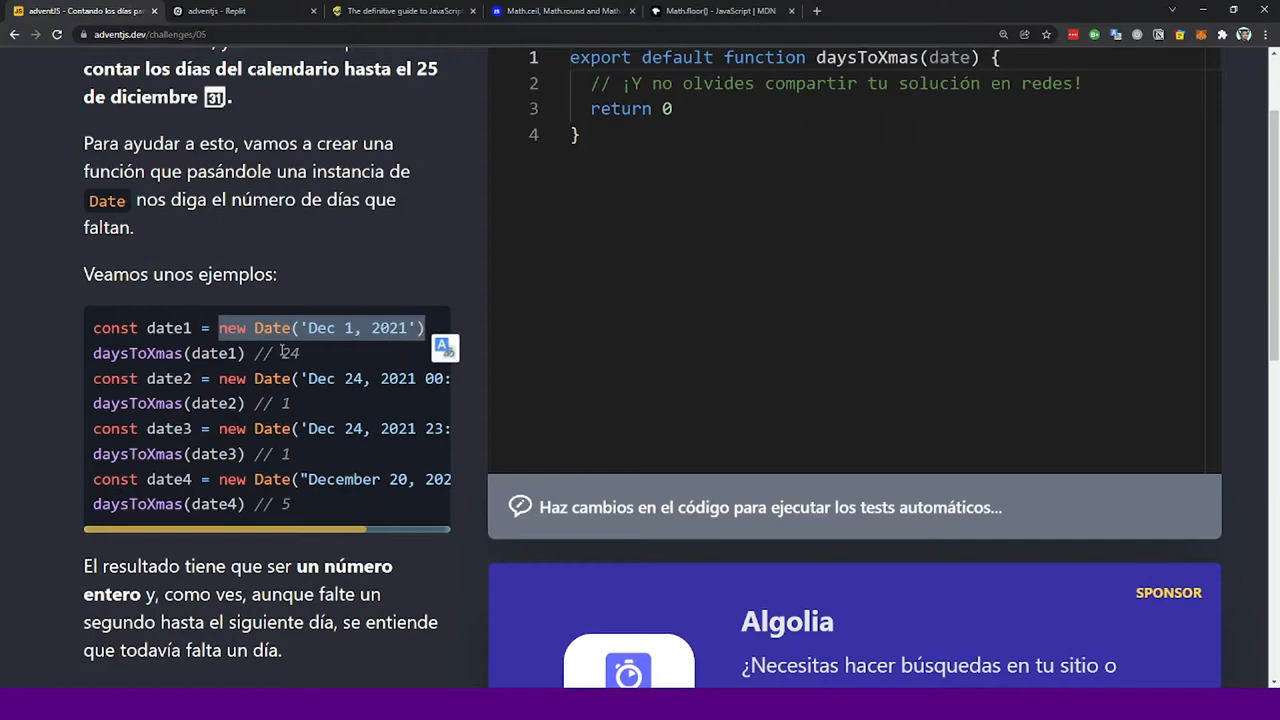 adventJS - Contando los días par
adventjs - Replit
The definitive guide to JavaScrip
Math.ceil, Math.round and Math
Math.floor() - JavaScript | MDN
adventjs.dev/challenges/05
contar los días del calendario hasta el 25
de diciembre 31.
Para ayudar a esto, vamos a crear una
función que pasándole una instancia de
Date nos diga el número de días que
faltan.
Veamos unos ejemplos:
const date1 = new Date('Dec 1, 2021')
daysToXmas(date1) // 24
const date2 = new Date('Dec 24, 2021 00:
daysToXmas(date2) // 1
const date3 = new Date('Dec 24, 2021 23:
daysToXmas(date3) // 1
const date4 = new Date("December 20, 202
daysToXmas(date4) // 5
El resultado tiene que ser un número
entero y, como ves, aunque falte un
segundo hasta el siguiente día, se entiende
que todavía falta un día.
1 export default function daysToXmas(date) {
2 // ¡Y no olvides compartir tu solución en redes!
3 return 0
4 }
Haz cambios en el código para ejecutar los tests automáticos...
SPONSOR
Algolia
¿Necesitas hacer búsquedas en tu sitio o